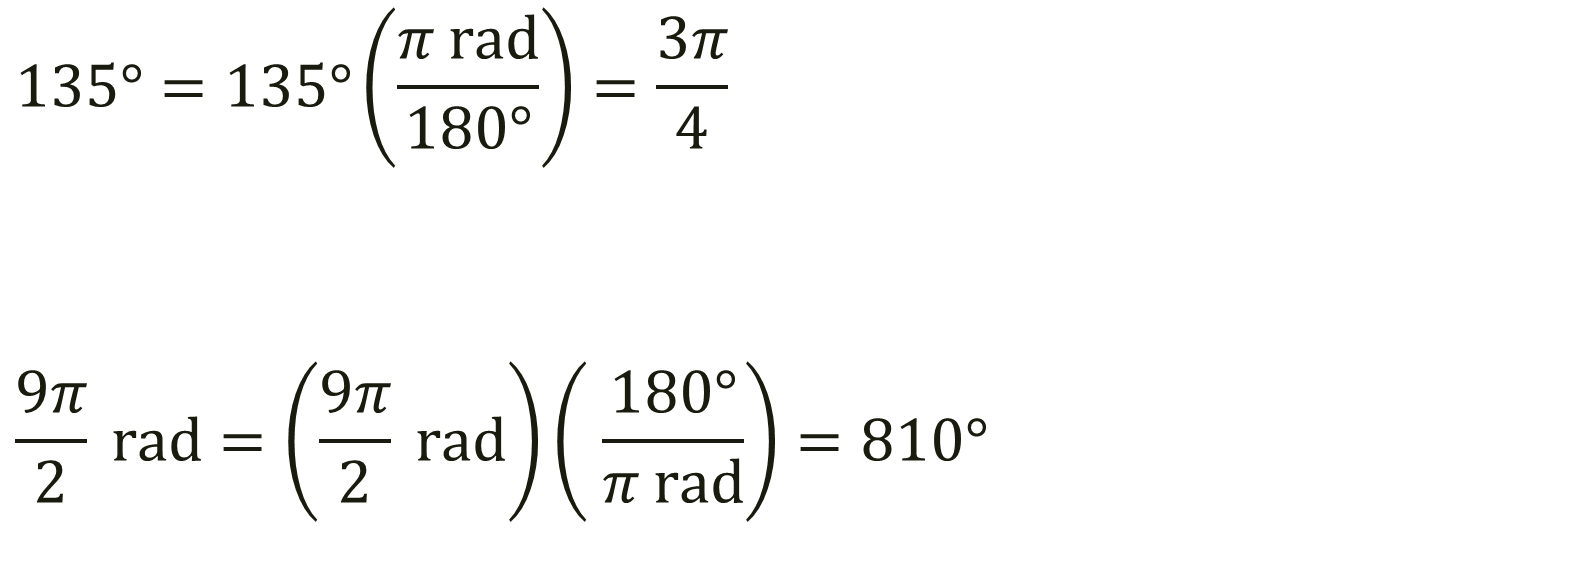 135° = 135° (π rad / 180°) = 3π / 4
9π / 2 rad = (9π / 2 rad) (180° / π rad) = 810°